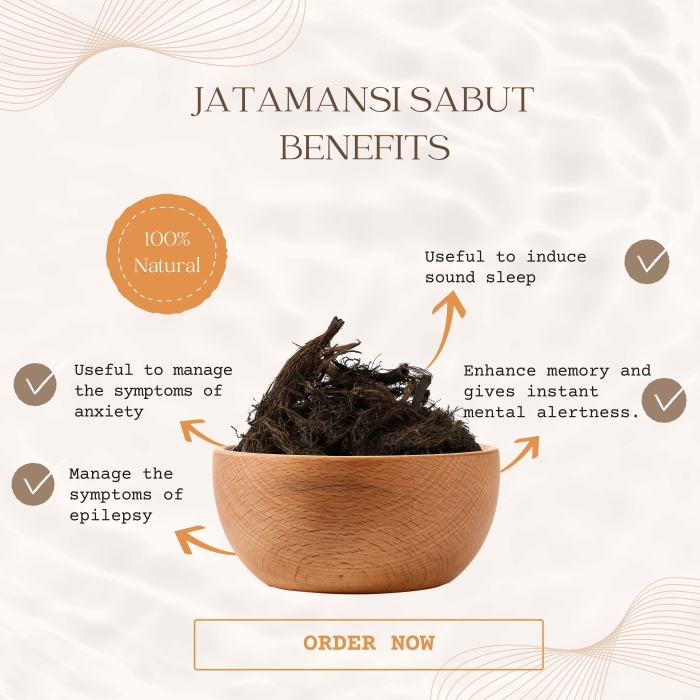 JATAMANSI SABUT
BENEFITS
100%
Natural
Useful to induce
sound sleep
Useful to manage
the symptoms of
anxiety
Enhance memory and
gives instant
mental alertness.
Manage the
symptoms of
epilepsy
ORDER NOW